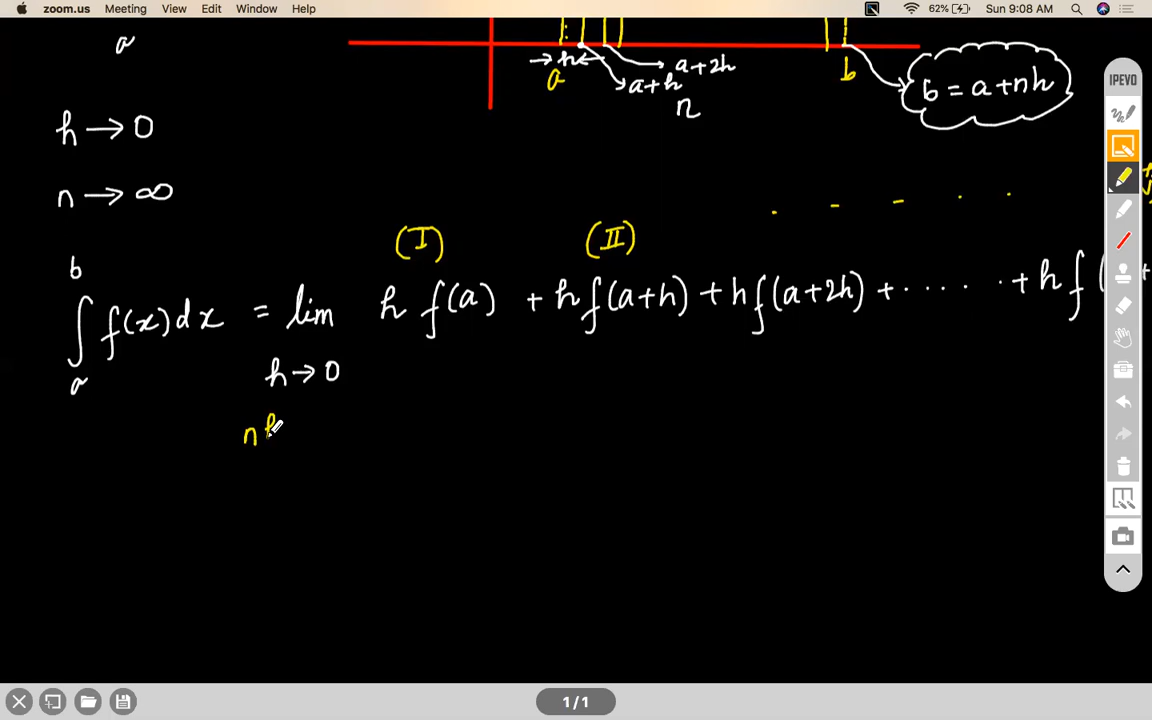 zoom.us Meeting View Edit Window Help 62% Sun 9:08 AM
a
h a+2h b
a a+h b = a+nh
n IPEVO
h → 0
n → ∞
(I) (II)
b
∫ f(x)dx = lim h f(a) + h f(a+h) + h f(a+2h) + · · · · · + h f (
a h → 0
n
1/1